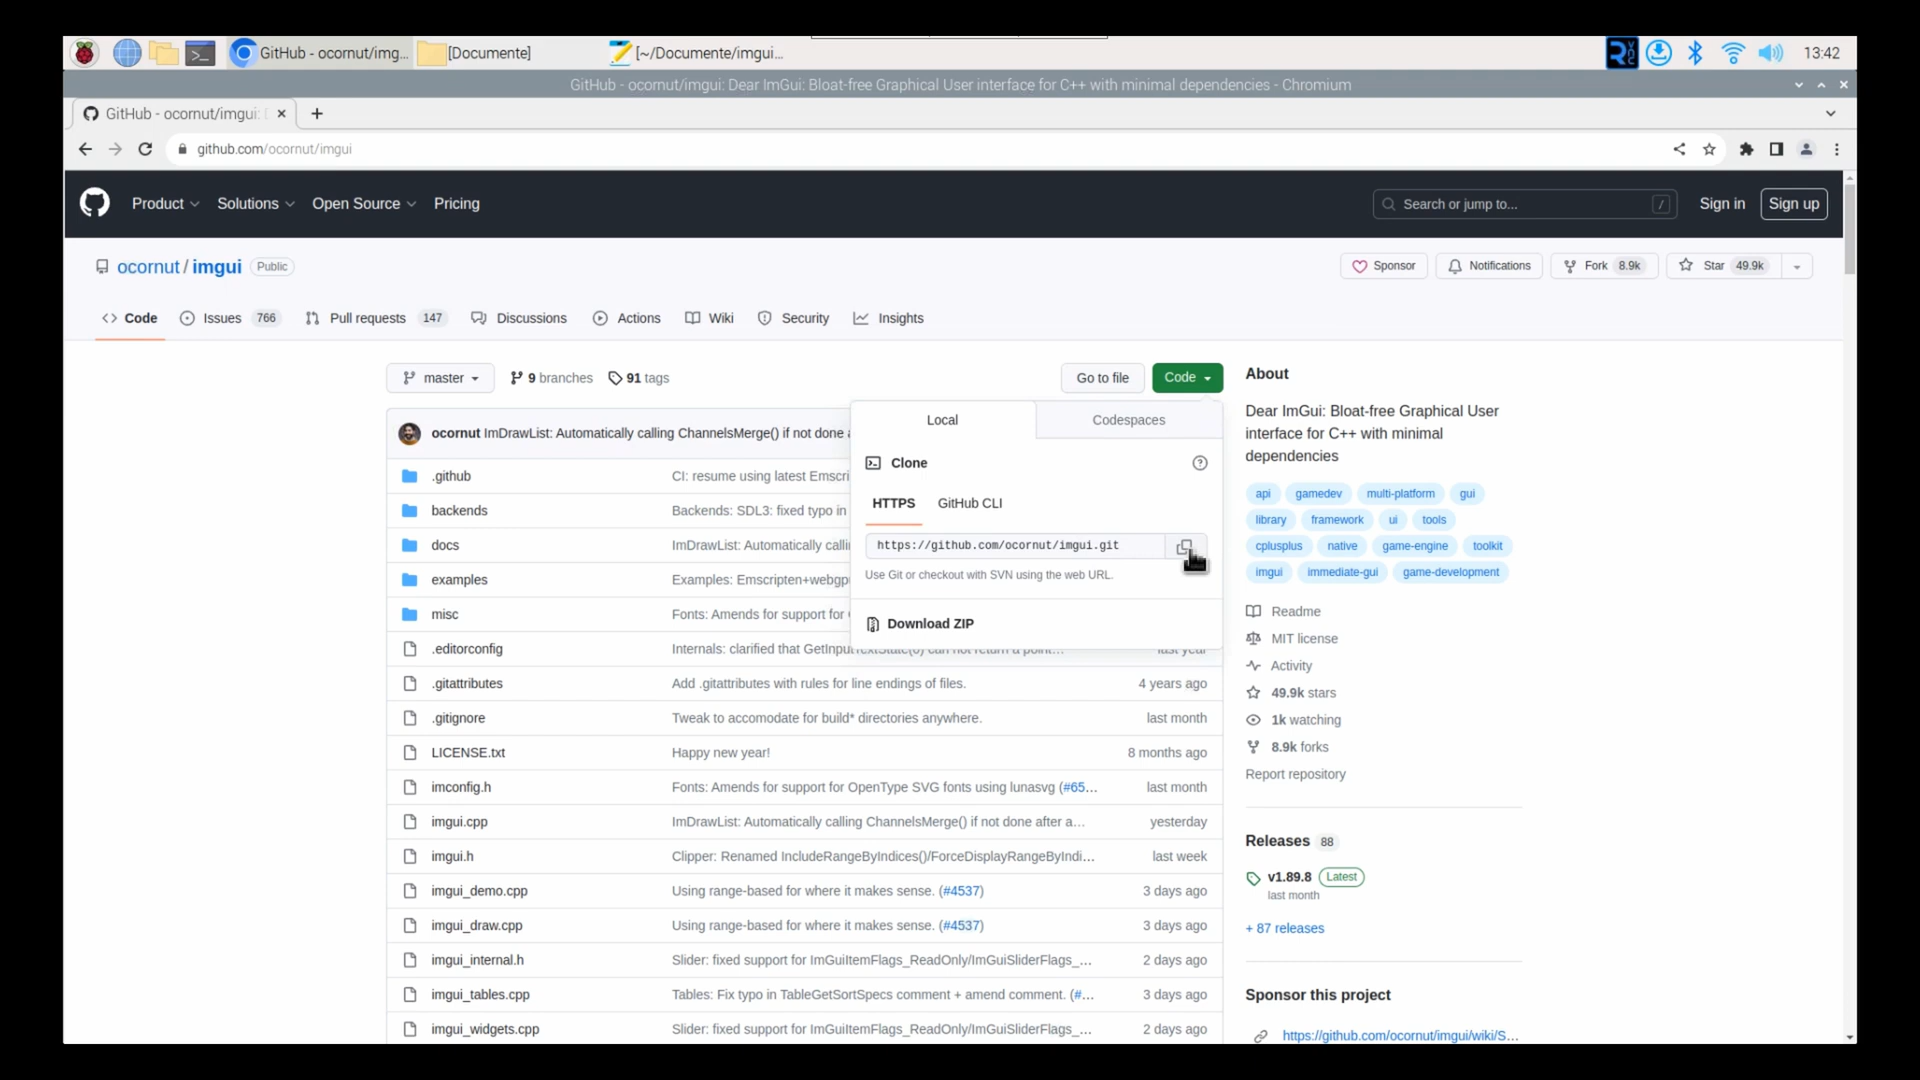 GitHub - ocornut/img...
[Documente]
[~/Documente/imgui...
13:42
GitHub - ocornut/imgui: Dear ImGui: Bloat-free Graphical User interface for C++ with minimal dependencies - Chromium
GitHub - ocornut/imgui:
github.com/ocornut/imgui
Product
Solutions
Open Source
Pricing
Search or jump to...
/
Sign in
Sign up
ocornut / imgui
Public
Sponsor
Notifications
Fork 8.9k
Star 49.9k
Code
Issues 766
Pull requests 147
Discussions
Actions
Wiki
Security
Insights
master
9 branches
91 tags
Go to file
Code
ocornut ImDrawList: Automatically calling ChannelsMerge() if not done
Local
Codespaces
Clone
HTTPS
GitHub CLI
https://github.com/ocornut/imgui.git
Use Git or checkout with SVN using the web URL.
Download ZIP
.github CI: resume using latest Emscri
backends Backends: SDL3: fixed typo in
docs ImDrawList: Automatically calli
examples Examples: Emscripten+webgp
misc Fonts: Amends for support for
.editorconfig Internals: clarified that last year
.gitattributes Add .gitattributes with rules for line endings of files. 4 years ago
.gitignore Tweak to accomodate for build* directories anywhere. last month
LICENSE.txt Happy new year! 8 months ago
imconfig.h Fonts: Amends for support for OpenType SVG fonts using lunasvg (#65... last month
imgui.cpp ImDrawList: Automatically calling ChannelsMerge() if not done after a... yesterday
imgui.h Clipper: Renamed IncludeRangeByIndices()/ForceDisplayRangeByIndi... last week
imgui_demo.cpp Using range-based for where it makes sense. (#4537) 3 days ago
imgui_draw.cpp Using range-based for where it makes sense. (#4537) 3 days ago
imgui_internal.h Slider: fixed support for ImGuiItemFlags_ReadOnly/ImGuiSliderFlags_... 2 days ago
imgui_tables.cpp Tables: Fix typo in TableGetSortSpecs comment + amend comment. (#... 3 days ago
imgui_widgets.cpp Slider: fixed support for ImGuiItemFlags_ReadOnly/ImGuiSliderFlags_... 2 days ago
About
Dear ImGui: Bloat-free Graphical User
interface for C++ with minimal
dependencies
api gamedev multi-platform gui
library framework ui tools
cplusplus native game-engine toolkit
imgui immediate-gui game-development
Readme
MIT license
Activity
49.9k stars
1k watching
8.9k forks
Report repository
Releases 88
v1.89.8 Latest
last month
+ 87 releases
Sponsor this project
https://github.com/ocornut/imgui/wiki/S...